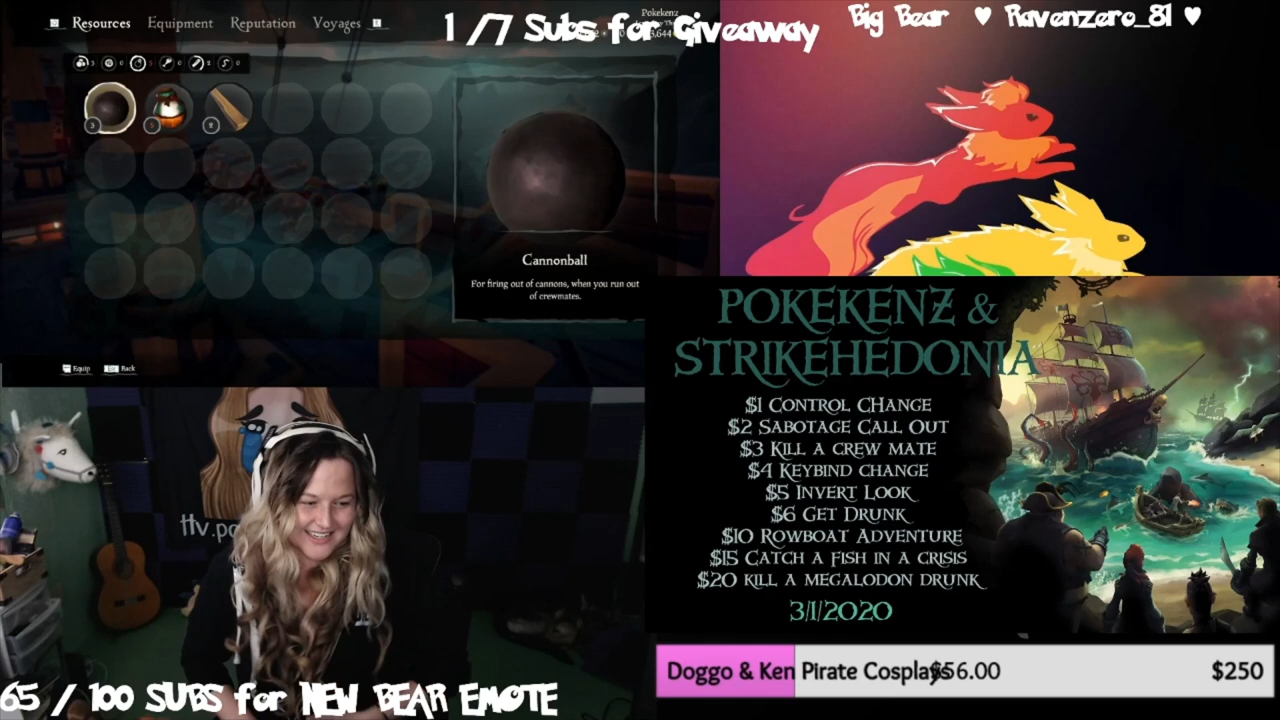 Resources Equipment Reputation Voyages
Pokekenz
1 /7 Subs for Giveaway
Big Bear ♥ Ravenzero_81 ♥
Cannonball
For firing out of cannons, when you run out
of crewmates.
Equip Back
POKEKENZ &
STRIKEHEDONIA
$1 CONTROL CHANGE
$2 SABOTAGE CALL OUT
$3 KILL A CREW MATE
$4 KEYBIND CHANGE
$5 INVERT LOOK
$6 GET DRUNK
$10 ROWBOAT ADVENTURE
$15 CATCH A FISH IN A CRISIS
$20 KILL A MEGALODON DRUNK
3/1/2020
ttv.po
Doggo & Ken Pirate Cosplays $56.00 $250
65 / 100 SUBS for NEW BEAR EMOTE